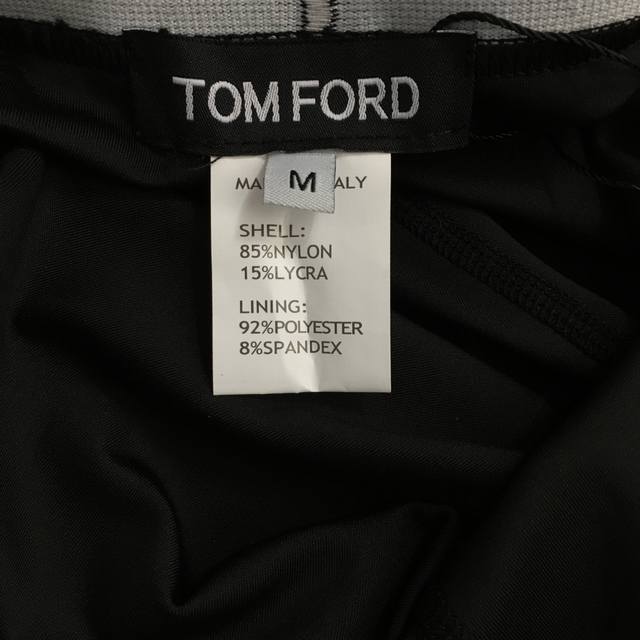 TOM FORD
M
SHELL:
85%NYLON
15%LYCRA
LINING:
92%POLYESTER
8%SPANDEX